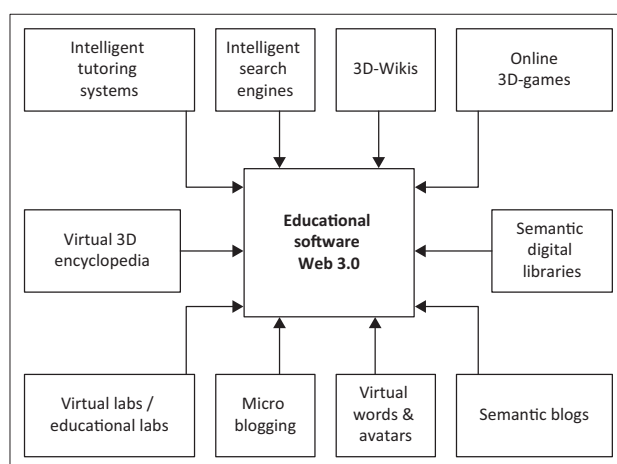 Intelligent
tutoring
systems
Intelligent
search
engines
3D-Wikis
Online
3D-games
Virtual 3D
encyclopedia
Educational
software
Web 3.0
Semantic
digital
libraries
Virtual labs /
educational labs
Micro
blogging
Virtual
words &
avatars
Semantic blogs